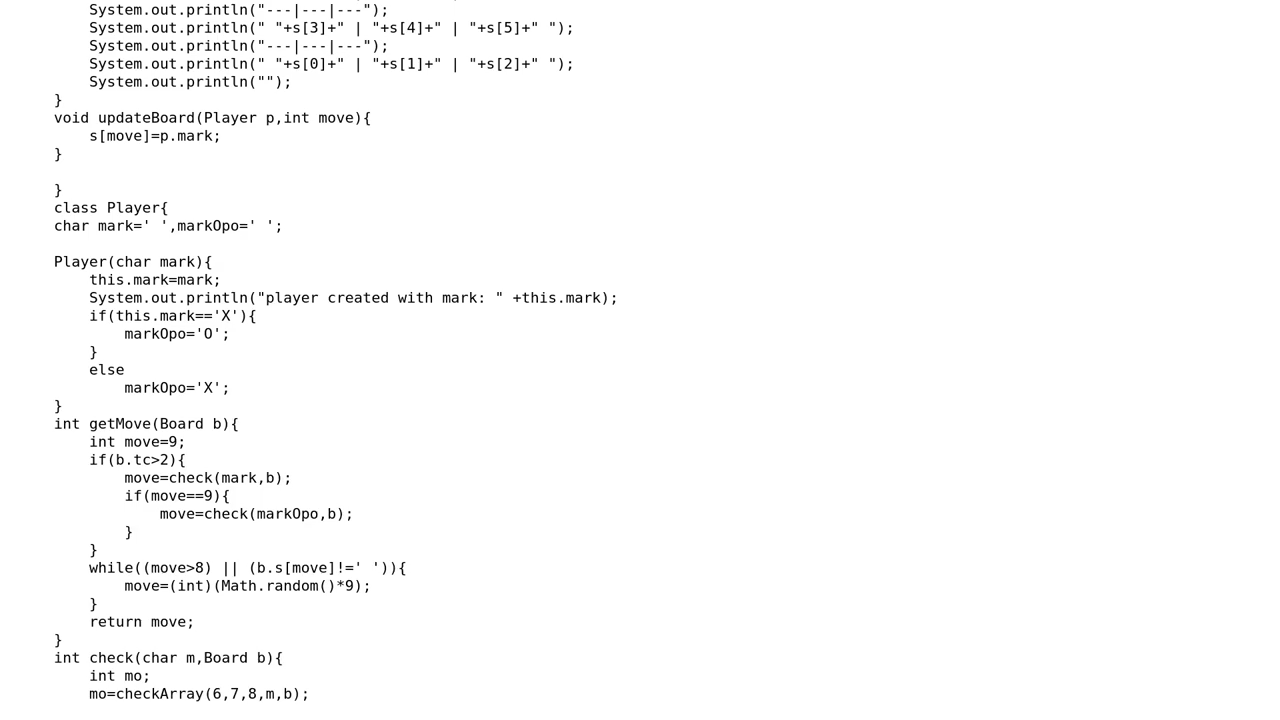 System.out.println("---|---|---");
System.out.println(" "+s[3]+" | "+s[4]+" | "+s[5]+" ");
System.out.println("---|---|---");
System.out.println(" "+s[0]+" | "+s[1]+" | "+s[2]+" ");
System.out.println("");
}
void updateBoard(Player p,int move){
s[move]=p.mark;
}
}
class Player{
char mark=' ',markOpo=' ';
Player(char mark){
this.mark=mark;
System.out.println("player created with mark: " +this.mark);
if(this.mark=='X'){
markOpo='O';
}
else
markOpo='X';
}
int getMove(Board b){
int move=9;
if(b.tc>2){
move=check(mark,b);
if(move==9){
move=check(markOpo,b);
}
}
while((move>8) || (b.s[move]!=' ')){
move=(int)(Math.random()*9);
}
return move;
}
int check(char m,Board b){
int mo;
mo=checkArray(6,7,8,m,b);